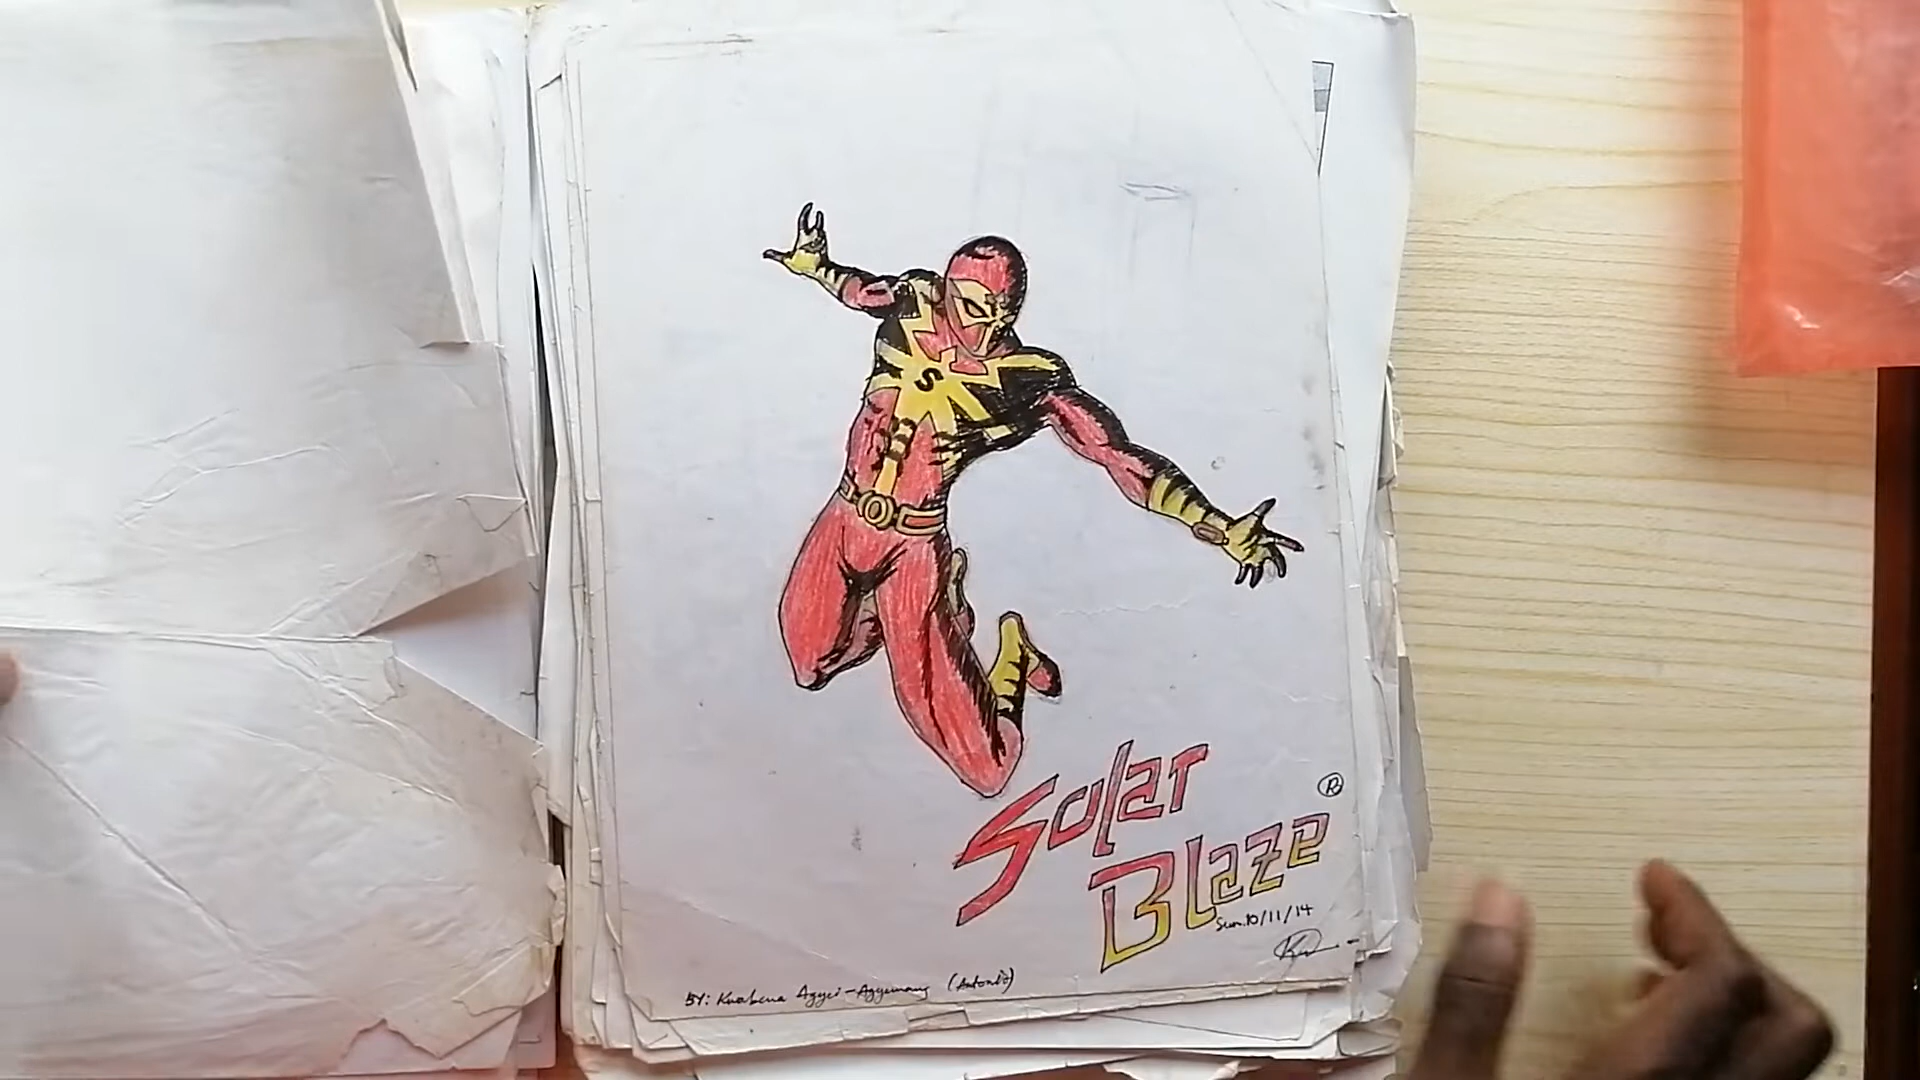 S
Solar
Blaze ®
Sun. 10/11/14
BY: Kwabena Agyei-Agyemang (Antonio)